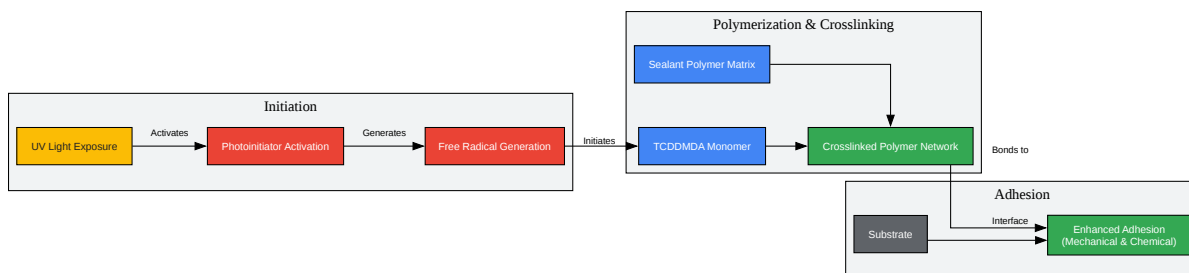 Polymerization & Crosslinking
Sealant Polymer Matrix
Initiation
UV Light Exposure
Activates
Photoinitiator Activation
Generates
Free Radical Generation
Initiates
TCDDMDA Monomer
Crosslinked Polymer Network
Bonds to
Adhesion
Substrate
Interface
Enhanced Adhesion
(Mechanical & Chemical)